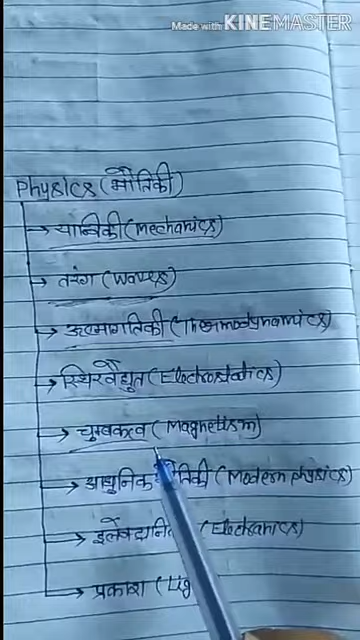 Made with KINEMASTER
Physics (भौतिकी)
यान्त्रिकी (Mechanics)
तरंग (Waves)
ऊष्मागतिकी (Thermodynamics)
स्थिरवैद्युत (Electrostatics)
चुम्बकत्व (Magnetism)
आधुनिक भौतिकी (Modern physics)
(Electronics)
प्रकाश